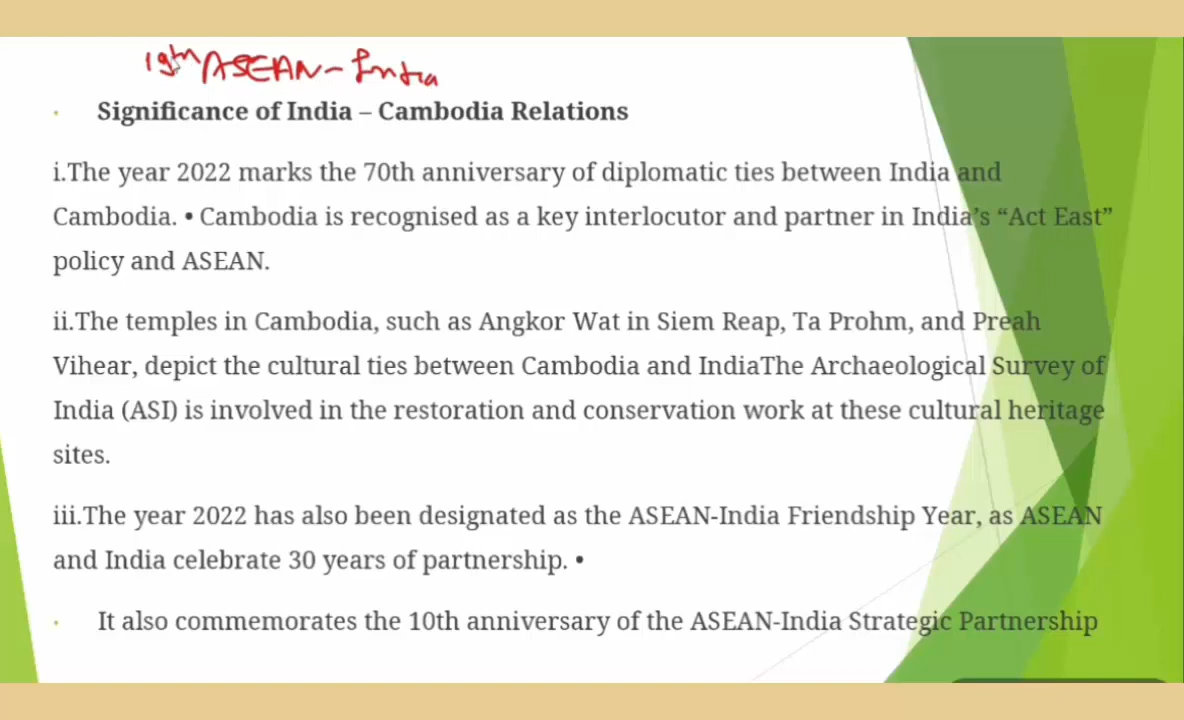 19th ASEAN - India
• Significance of India – Cambodia Relations
i.The year 2022 marks the 70th anniversary of diplomatic ties between India and
Cambodia. • Cambodia is recognised as a key interlocutor and partner in India’s “Act East”
policy and ASEAN.
ii.The temples in Cambodia, such as Angkor Wat in Siem Reap, Ta Prohm, and Preah
Vihear, depict the cultural ties between Cambodia and IndiaThe Archaeological Survey of
India (ASI) is involved in the restoration and conservation work at these cultural heritage
sites.
iii.The year 2022 has also been designated as the ASEAN-India Friendship Year, as ASEAN
and India celebrate 30 years of partnership. •
• It also commemorates the 10th anniversary of the ASEAN-India Strategic Partnership